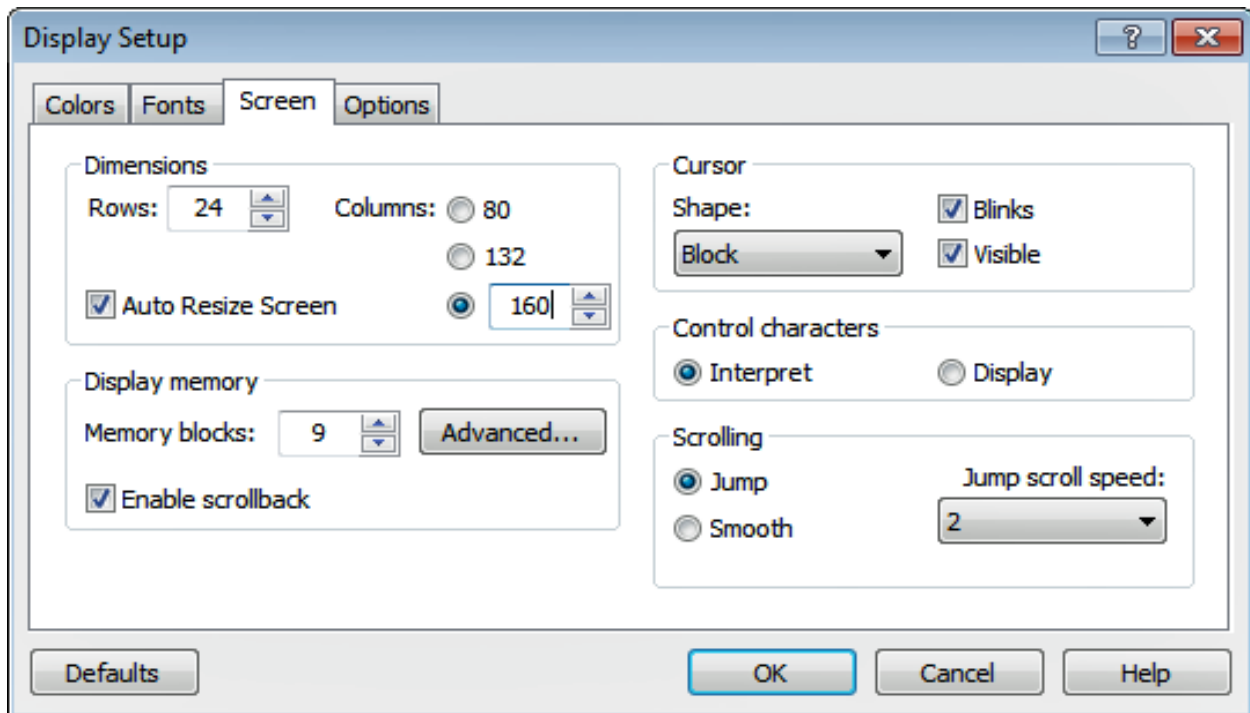 Display Setup
Colors Fonts Screen Options
Dimensions
Rows: 24 Columns: 80
132
Auto Resize Screen 160
Display memory
Memory blocks: 9 Advanced...
Enable scrollback
Cursor
Shape: Blinks
Block Visible
Control characters
Interpret Display
Scrolling
Jump Jump scroll speed:
Smooth 2
Defaults OK Cancel Help